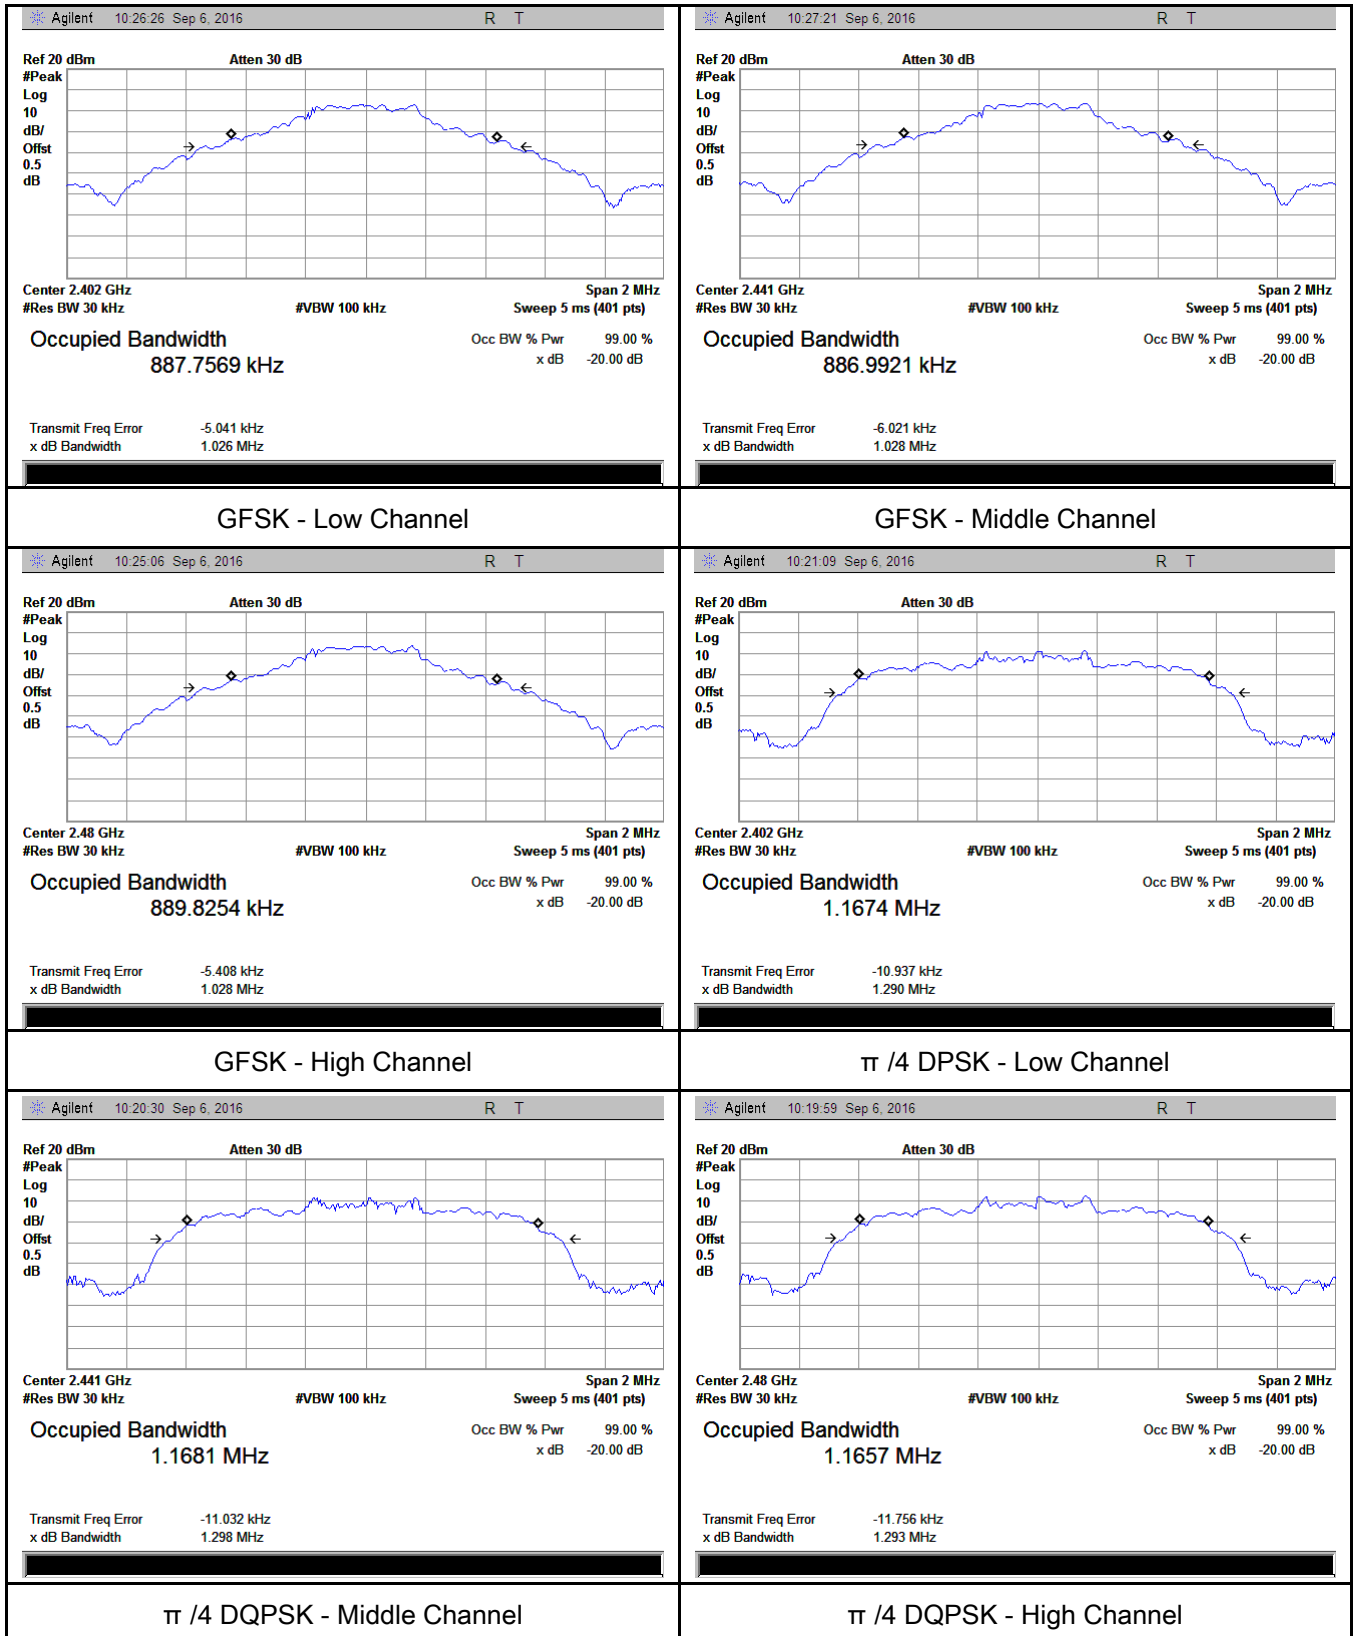 Agilent 10:26:26 Sep 6, 2016 R T
Ref 20 dBm Atten 30 dB
#Peak
Log
10
dB/
Offst
0.5
dB
Center 2.402 GHz Span 2 MHz
#Res BW 30 kHz #VBW 100 kHz Sweep 5 ms (401 pts)
Occupied Bandwidth Occ BW % Pwr 99.00 %
887.7569 kHz x dB -20.00 dB
Transmit Freq Error -5.041 kHz
x dB Bandwidth 1.026 MHz
GFSK - Low Channel
Agilent 10:27:21 Sep 6, 2016 R T
Ref 20 dBm Atten 30 dB
#Peak
Log
10
dB/
Offst
0.5
dB
Center 2.441 GHz Span 2 MHz
#Res BW 30 kHz #VBW 100 kHz Sweep 5 ms (401 pts)
Occupied Bandwidth Occ BW % Pwr 99.00 %
886.9921 kHz x dB -20.00 dB
Transmit Freq Error -6.021 kHz
x dB Bandwidth 1.028 MHz
GFSK - Middle Channel
Agilent 10:25:06 Sep 6, 2016 R T
Ref 20 dBm Atten 30 dB
#Peak
Log
10
dB/
Offst
0.5
dB
Center 2.48 GHz Span 2 MHz
#Res BW 30 kHz #VBW 100 kHz Sweep 5 ms (401 pts)
Occupied Bandwidth Occ BW % Pwr 99.00 %
889.8254 kHz x dB -20.00 dB
Transmit Freq Error -5.408 kHz
x dB Bandwidth 1.028 MHz
GFSK - High Channel
Agilent 10:21:09 Sep 6, 2016 R T
Ref 20 dBm Atten 30 dB
#Peak
Log
10
dB/
Offst
0.5
dB
Center 2.402 GHz Span 2 MHz
#Res BW 30 kHz #VBW 100 kHz Sweep 5 ms (401 pts)
Occupied Bandwidth Occ BW % Pwr 99.00 %
1.1674 MHz x dB -20.00 dB
Transmit Freq Error -10.937 kHz
x dB Bandwidth 1.290 MHz
π /4 DPSK - Low Channel
Agilent 10:20:30 Sep 6, 2016 R T
Ref 20 dBm Atten 30 dB
#Peak
Log
10
dB/
Offst
0.5
dB
Center 2.441 GHz Span 2 MHz
#Res BW 30 kHz #VBW 100 kHz Sweep 5 ms (401 pts)
Occupied Bandwidth Occ BW % Pwr 99.00 %
1.1681 MHz x dB -20.00 dB
Transmit Freq Error -11.032 kHz
x dB Bandwidth 1.298 MHz
π /4 DQPSK - Middle Channel
Agilent 10:19:59 Sep 6, 2016 R T
Ref 20 dBm Atten 30 dB
#Peak
Log
10
dB/
Offst
0.5
dB
Center 2.48 GHz Span 2 MHz
#Res BW 30 kHz #VBW 100 kHz Sweep 5 ms (401 pts)
Occupied Bandwidth Occ BW % Pwr 99.00 %
1.1657 MHz x dB -20.00 dB
Transmit Freq Error -11.756 kHz
x dB Bandwidth 1.293 MHz
π /4 DQPSK - High Channel